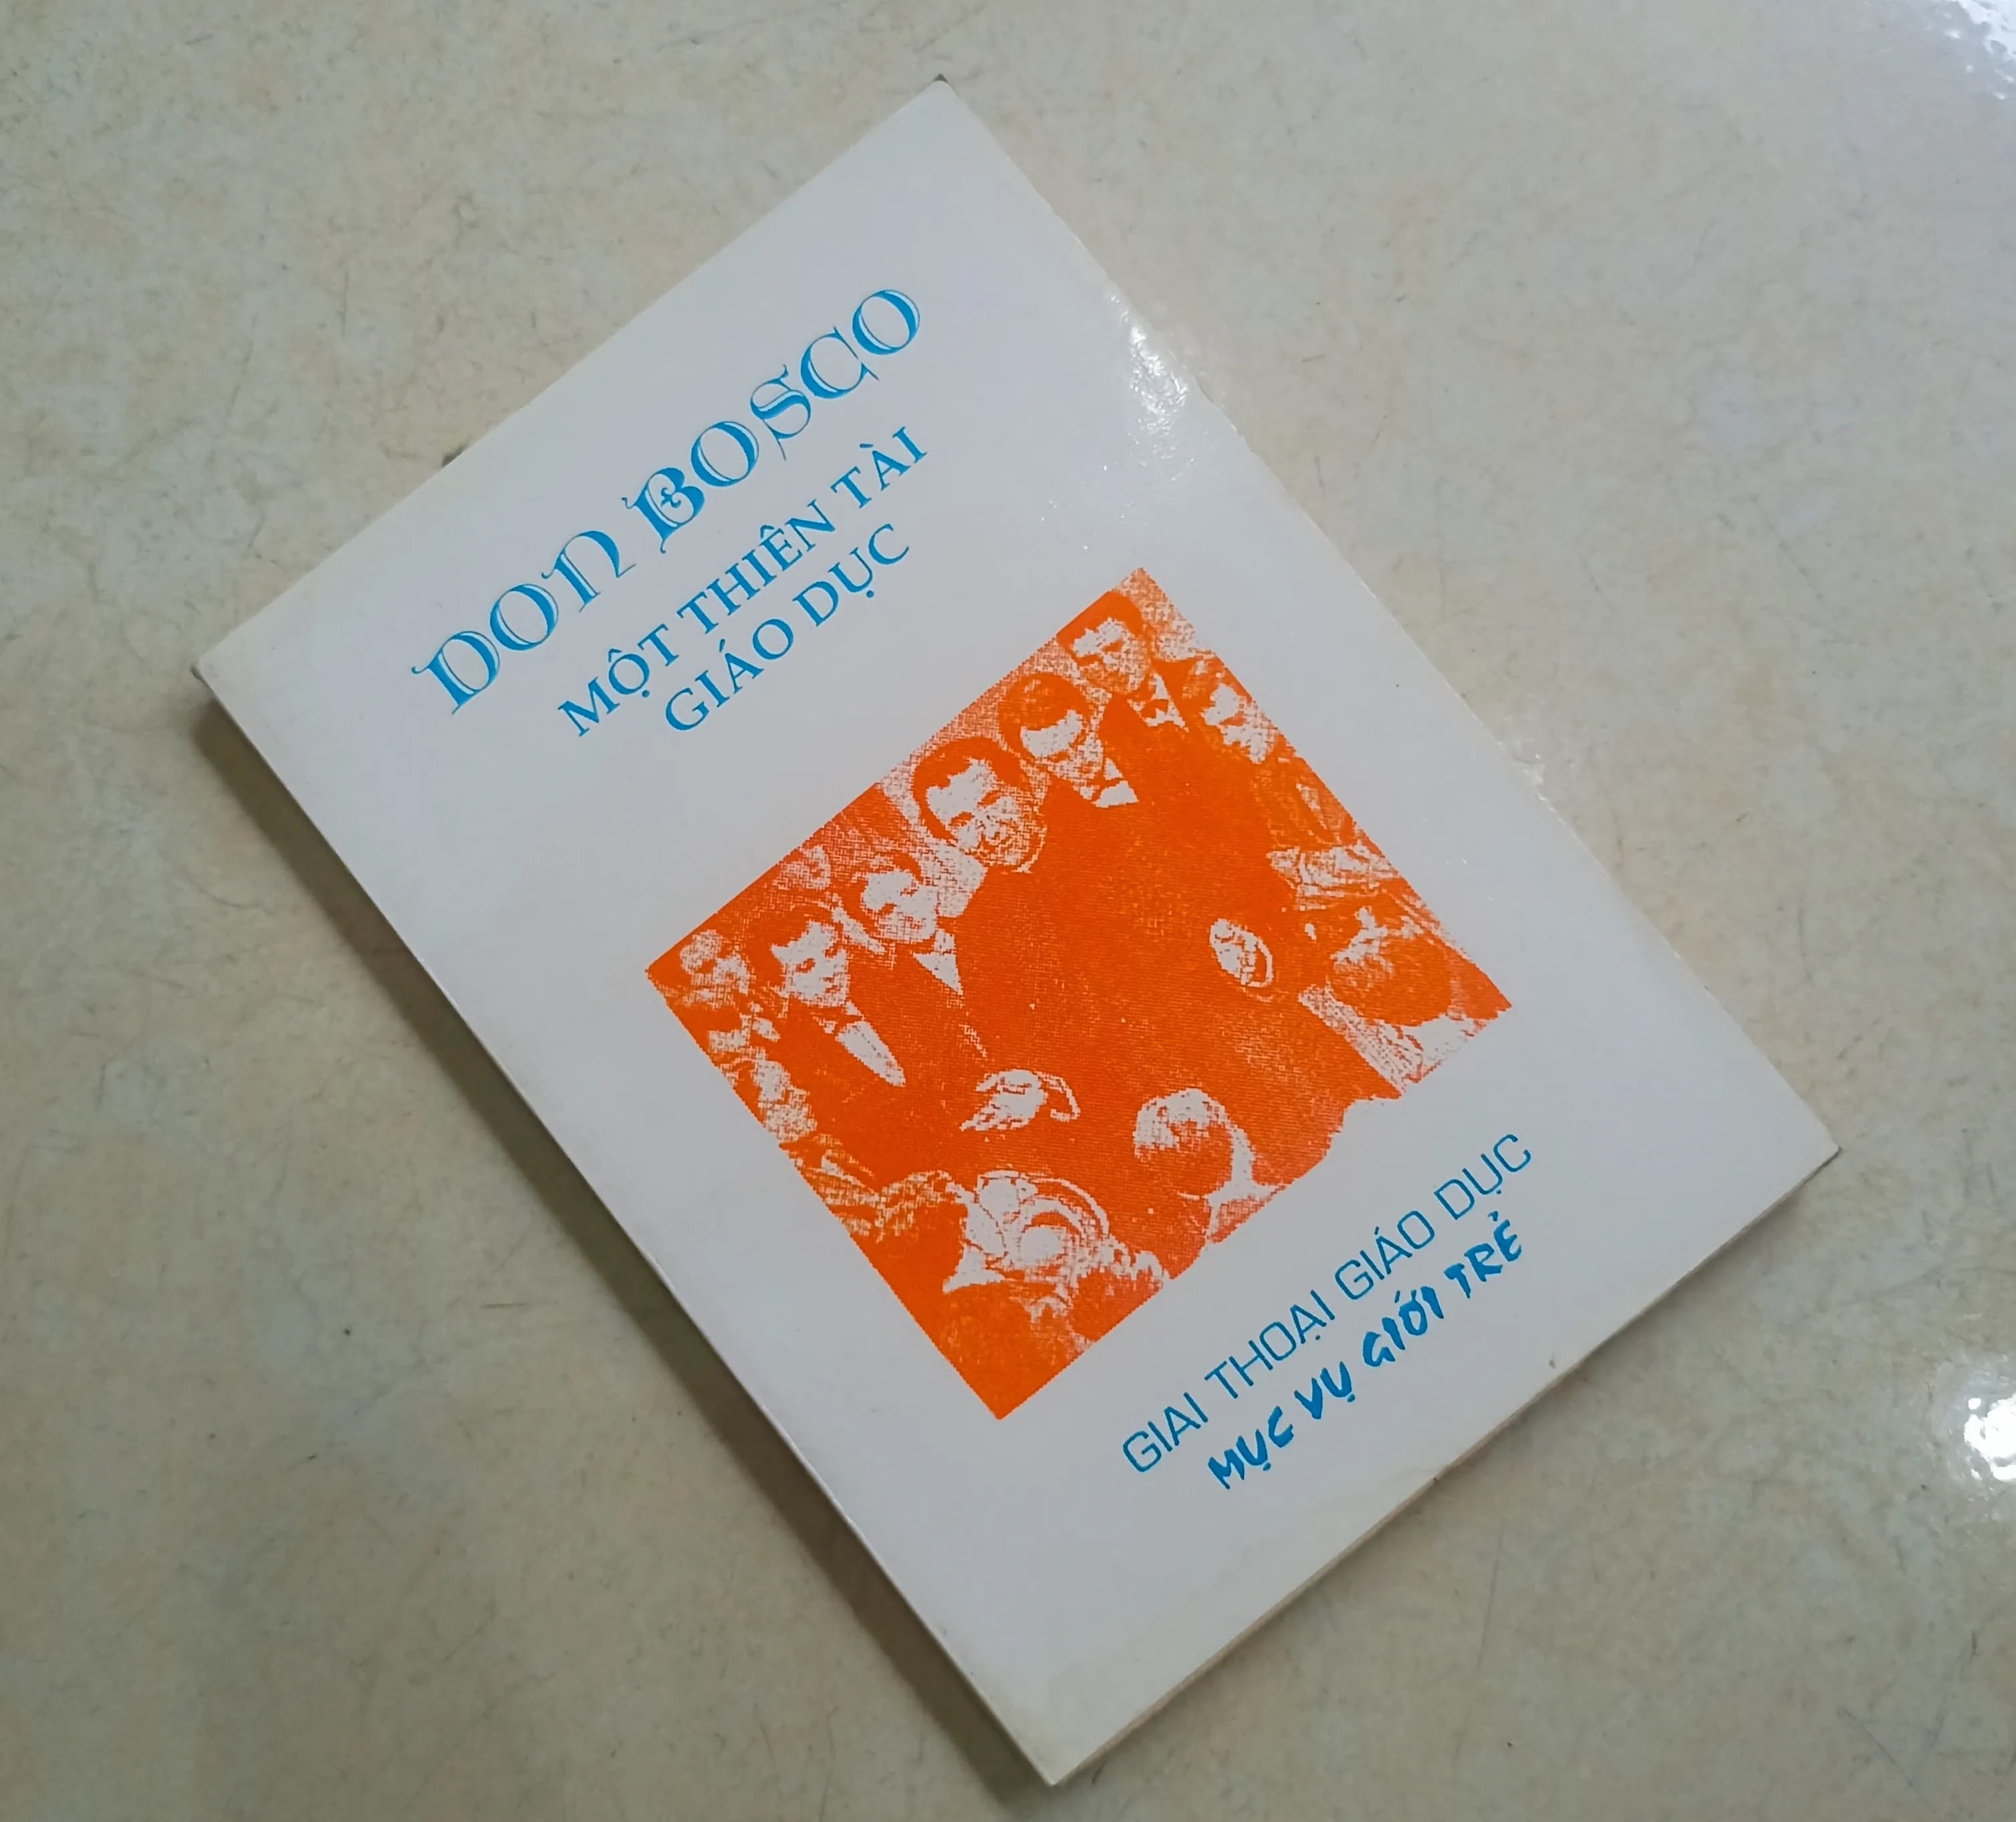 DON BOSCO
MỘT THIÊN TÀI
GIÁO DỤC
GIAI THOẠI GIÁO DỤC
MỤC VỤ GIỚI TRẺ